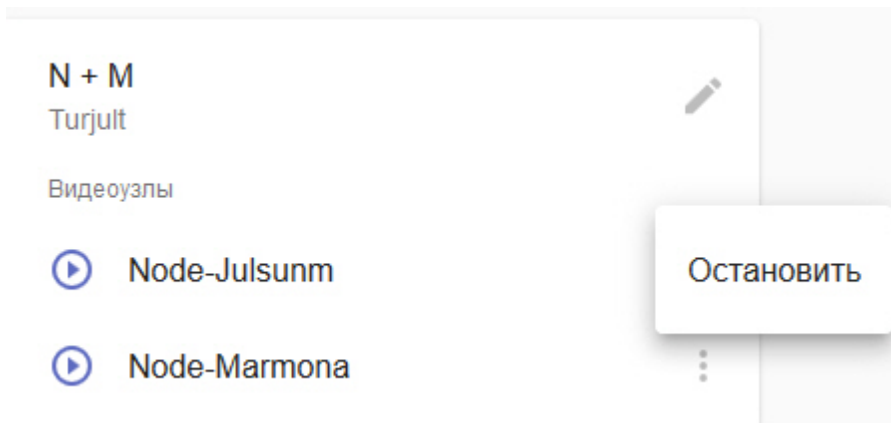 N + M
Turjult
Видеоузлы
Node-Julsunm
Остановить
Node-Marmona